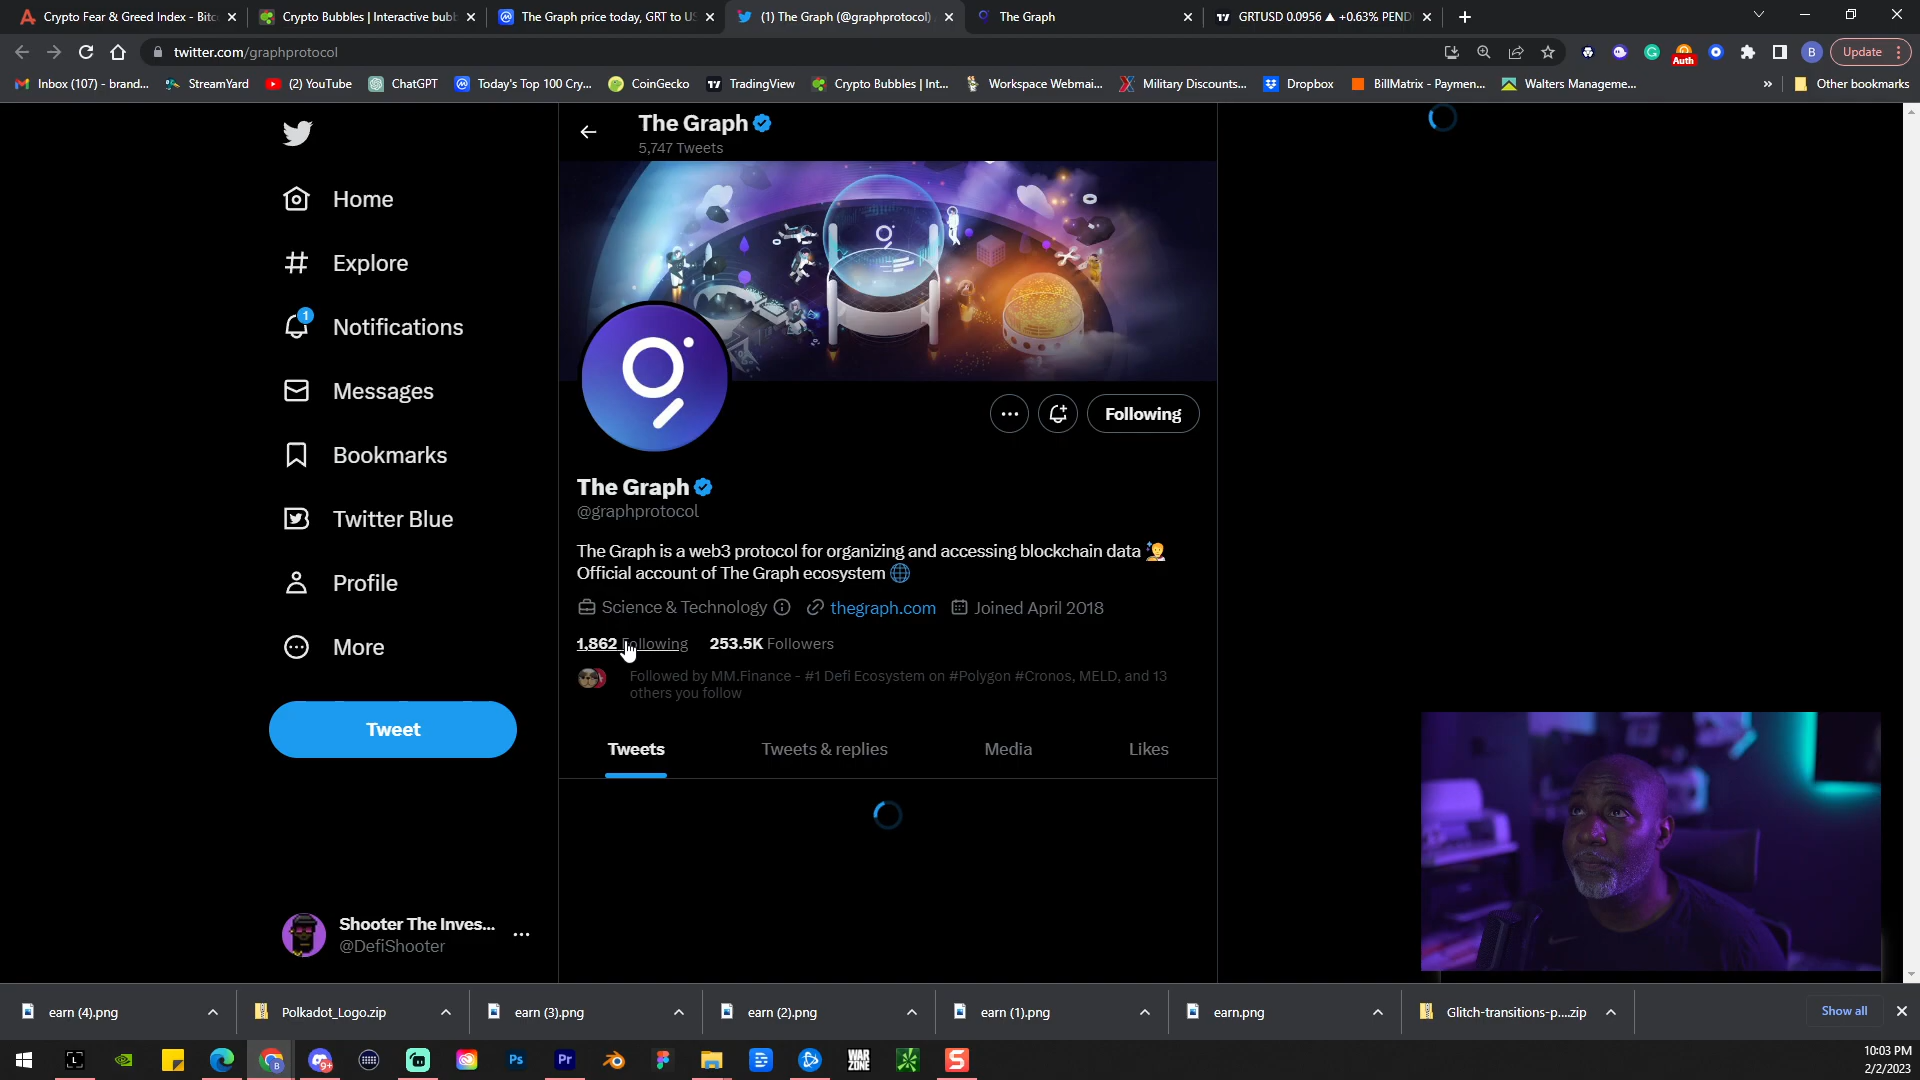 Crypto Fear & Greed Index - Bitc
Crypto Bubbles | Interactive bubb
The Graph price today, GRT to US
(1) The Graph (@graphprotocol)
The Graph
GRTUSD 0.0956 ▲ +0.63% PEND
twitter.com/graphprotocol
Auth
B
Update
Inbox (107) - brand...
StreamYard
(2) YouTube
ChatGPT
Today's Top 100 Cry...
CoinGecko
TradingView
Crypto Bubbles | Int...
Workspace Webmai...
Military Discounts...
Dropbox
BillMatrix - Paymen...
Walters Manageme...
»
Other bookmarks
The Graph
5,747 Tweets
Home
Explore
1
Notifications
Messages
Bookmarks
Twitter Blue
Profile
More
Tweet
Following
The Graph
@graphprotocol
The Graph is a web3 protocol for organizing and accessing blockchain data
Official account of The Graph ecosystem
Science & Technology
thegraph.com
Joined April 2018
1,862 Following
253.5K Followers
Followed by MM.Finance - #1 Defi Ecosystem on #Polygon #Cronos, MELD, and 13
others you follow
Tweets
Tweets & replies
Media
Likes
Shooter The Inves...
@DefiShooter
earn (4).png
Polkadot_Logo.zip
earn (3).png
earn (2).png
earn (1).png
earn.png
Glitch-transitions-p....zip
Show all
B
9+
Ps
Pr
WAR
ZONE
S
10:03 PM
2/2/2023